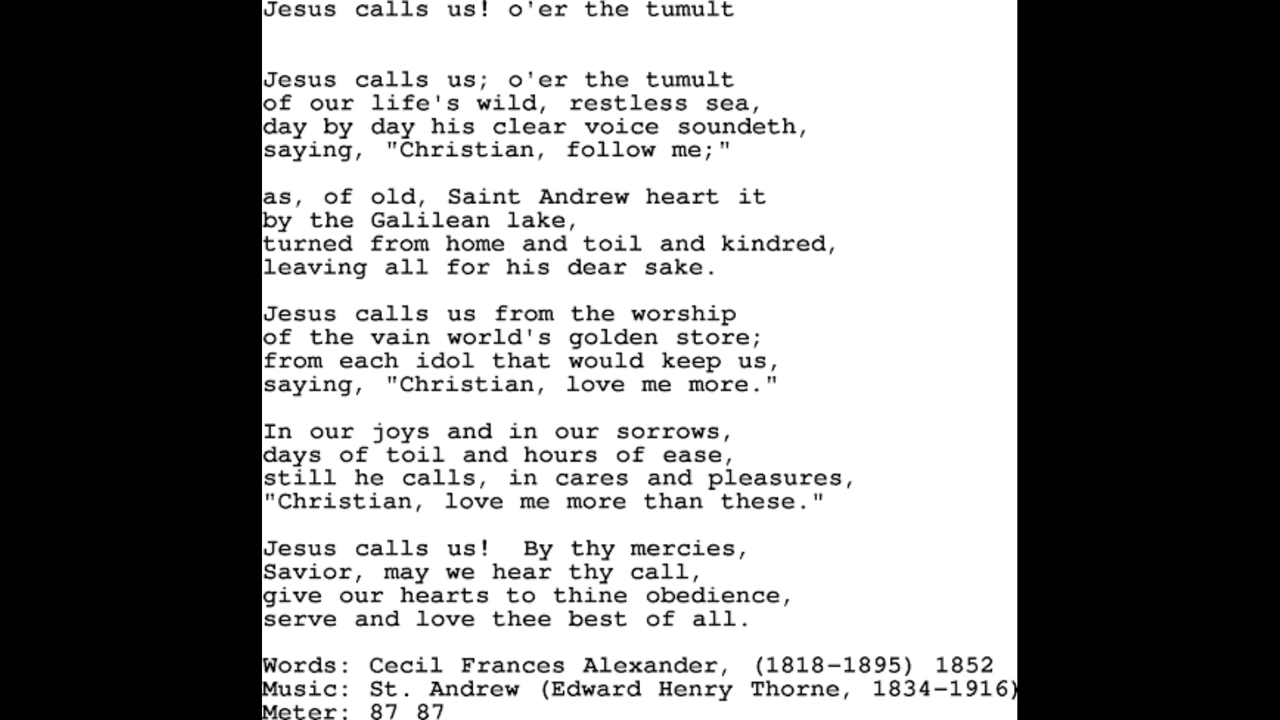 Jesus calls us! o'er the tumult
Jesus calls us; o'er the tumult
of our life's wild, restless sea,
day by day his clear voice soundeth,
saying, "Christian, follow me;"
as, of old, Saint Andrew heart it
by the Galilean lake,
turned from home and toil and kindred,
leaving all for his dear sake.
Jesus calls us from the worship
of the vain world's golden store;
from each idol that would keep us,
saying, "Christian, love me more."
In our joys and in our sorrows,
days of toil and hours of ease,
still he calls, in cares and pleasures,
"Christian, love me more than these."
Jesus calls us!  By thy mercies,
Savior, may we hear thy call,
give our hearts to thine obedience,
serve and love thee best of all.
Words: Cecil Frances Alexander, (1818-1895) 1852
Music: St. Andrew (Edward Henry Thorne, 1834-1916)
Meter: 87 87